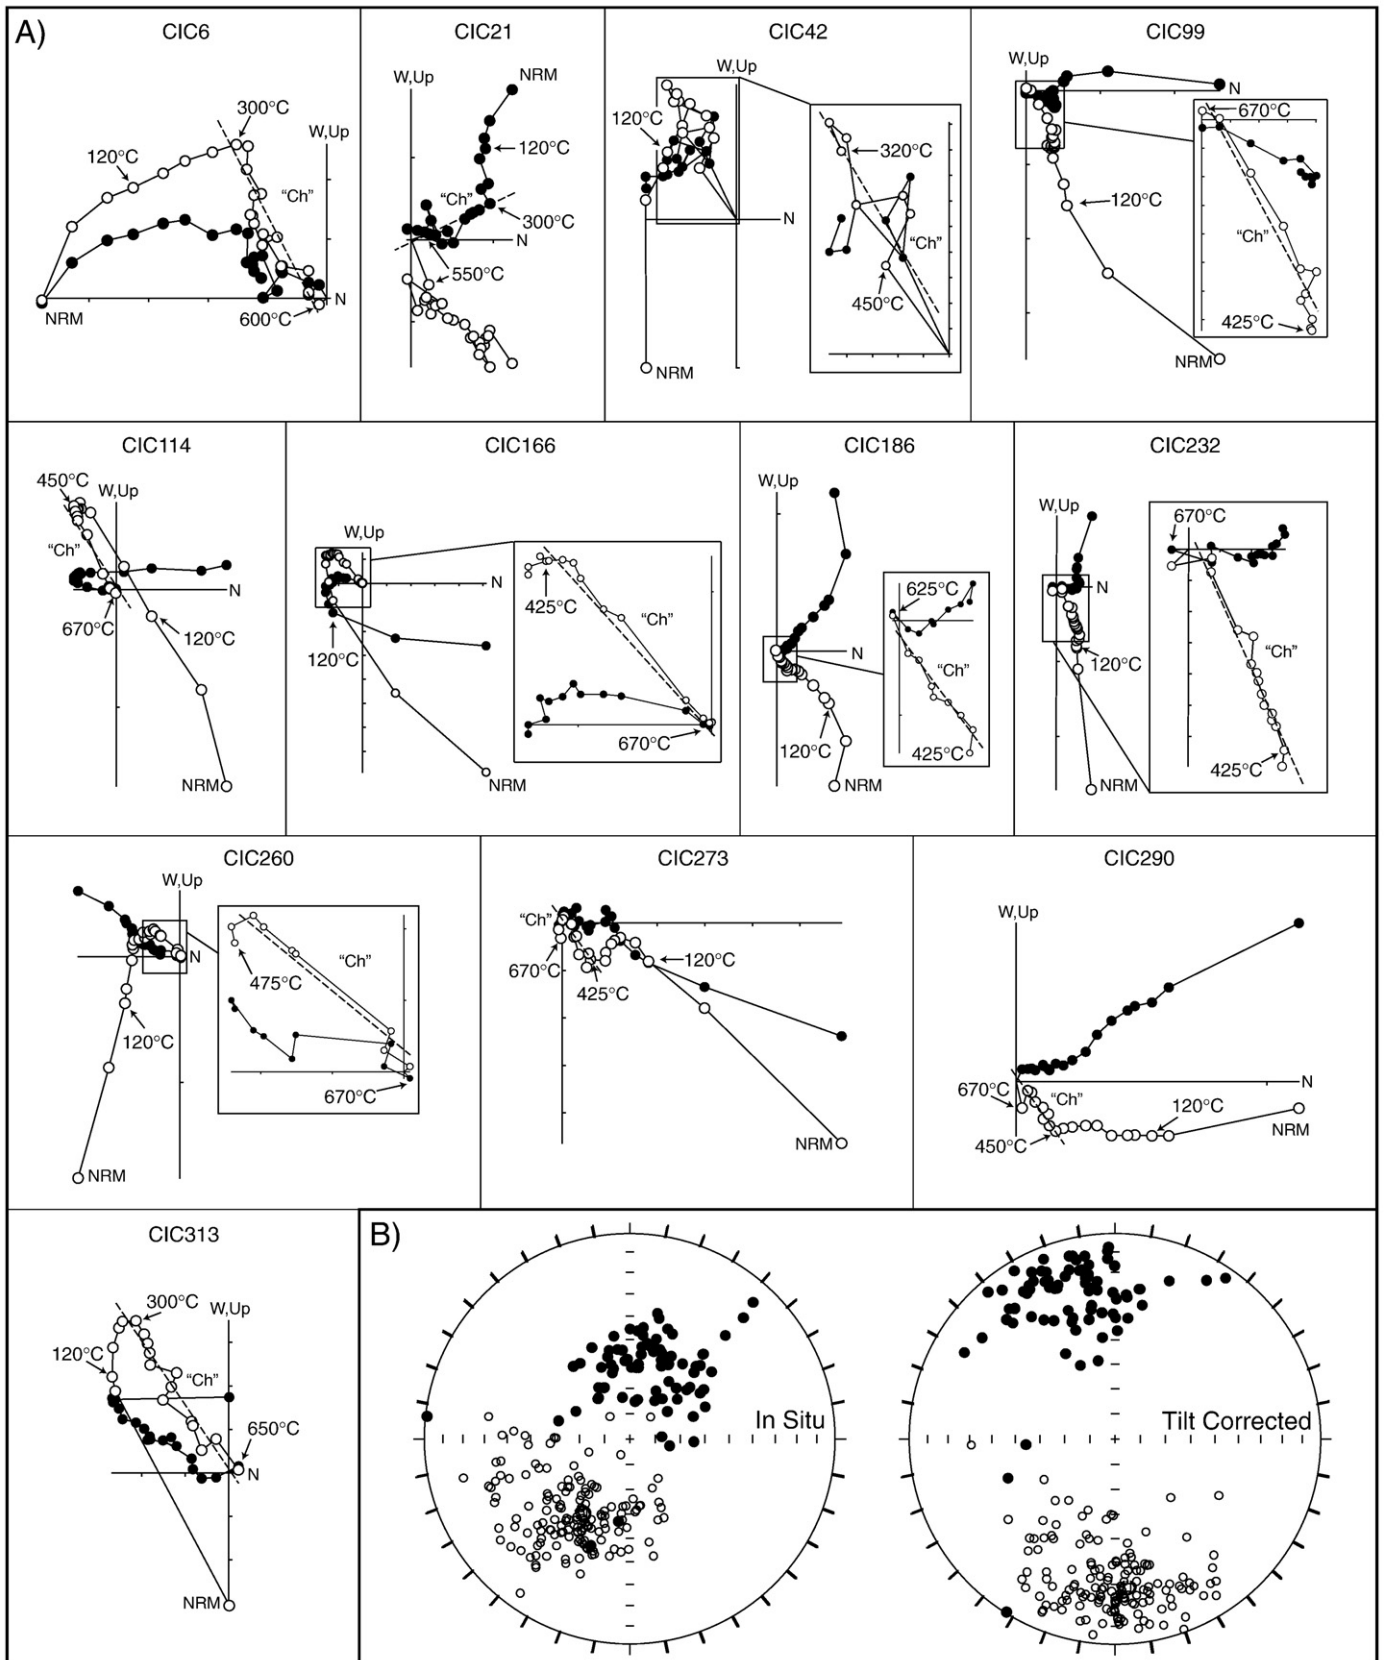 A)
CIC6
300°C
W,Up
120°C
"Ch"
N
NRM
600°C
CIC21
W,Up
NRM
120°C
"Ch"
300°C
N
550°C
CIC42
W,Up
120°C
N
NRM
320°C
"Ch"
450°C
CIC99
W,Up
N
120°C
NRM
670°C
"Ch"
425°C
CIC114
450°C
W,Up
"Ch"
N
670°C
120°C
NRM
CIC166
W,Up
N
120°C
NRM
425°C
"Ch"
670°C
CIC186
W,Up
N
120°C
NRM
625°C
"Ch"
425°C
CIC232
W,Up
N
120°C
NRM
670°C
"Ch"
425°C
CIC260
W,Up
N
120°C
NRM
475°C
"Ch"
670°C
CIC273
"Ch"
670°C
120°C
425°C
NRM
CIC290
W,Up
N
670°C
"Ch"
120°C
450°C
NRM
CIC313
300°C
W,Up
120°C
"Ch"
650°C
N
NRM
B)
In Situ
Tilt Corrected